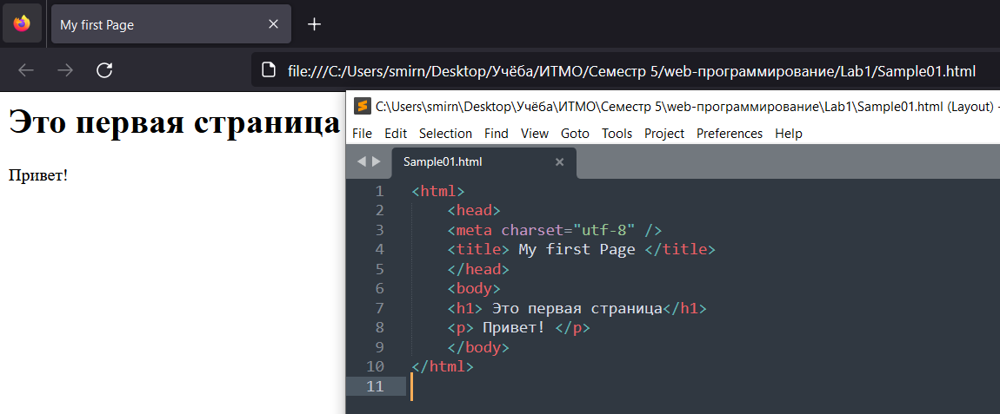 My first Page
file:///C:/Users/smirn/Desktop/Учёба/ИТМО/Семестр 5/web-программирование/Lab1/Sample01.html
Это первая страница
Привет!
C:\Users\smirn\Desktop\Учёба\ИТМО\Семестр 5\web-программирование\Lab1\Sample01.html (Layout) -
File Edit Selection Find View Goto Tools Project Preferences Help
Sample01.html
1 <html>
2 <head>
3 <meta charset="utf-8" />
4 <title> My first Page </title>
5 </head>
6 <body>
7 <h1> Это первая страница</h1>
8 <p> Привет! </p>
9 </body>
10 </html>
11